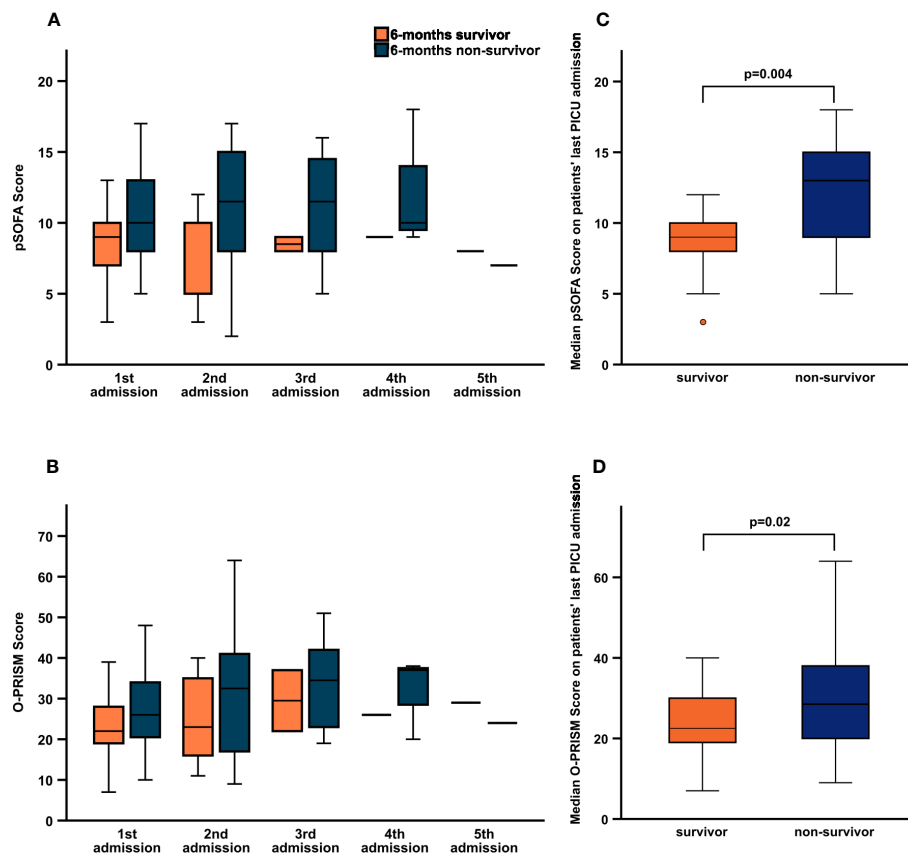 A
6-months survivor
6-months non-survivor
pSOFA Score
20
15
10
5
0
1st
admission
2nd
admission
3rd
admission
4th
admission
5th
admission
C
Median pSOFA Score on patients' last PICU admission
p=0.004
20
15
10
5
0
survivor
non-survivor
B
O-PRISM Score
70
60
50
40
30
20
10
0
1st
admission
2nd
admission
3rd
admission
4th
admission
5th
admission
D
Median O-PRISM Score on patients' last PICU admission
p=0.02
60
40
20
0
survivor
non-survivor